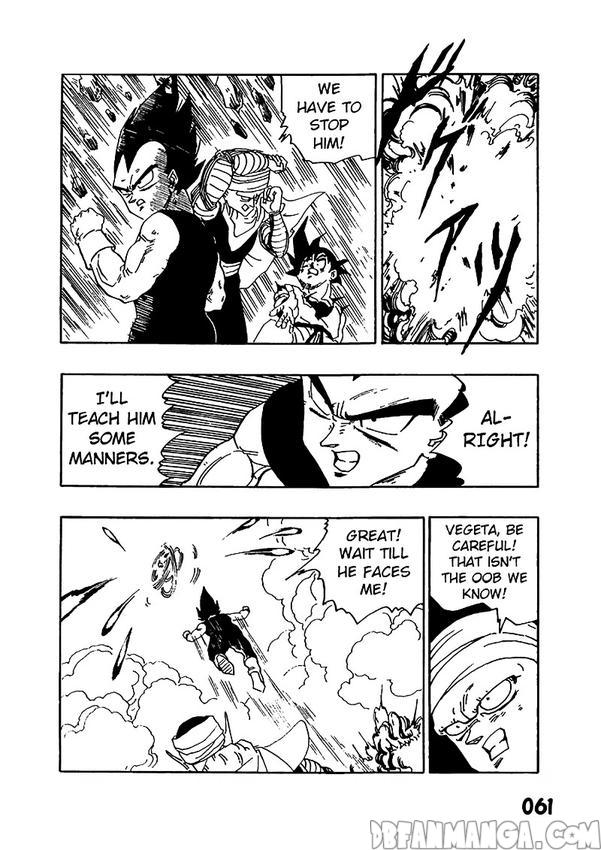 WE
HAVE TO
STOP
HIM!
AL-
RIGHT!
I'LL
TEACH HIM
SOME
MANNERS.
VEGETA, BE
CAREFUL!
THAT ISN'T
THE OOB WE
KNOW!
GREAT!
WAIT TILL
HE FACES
ME!
061
DBFANMANGA.COM